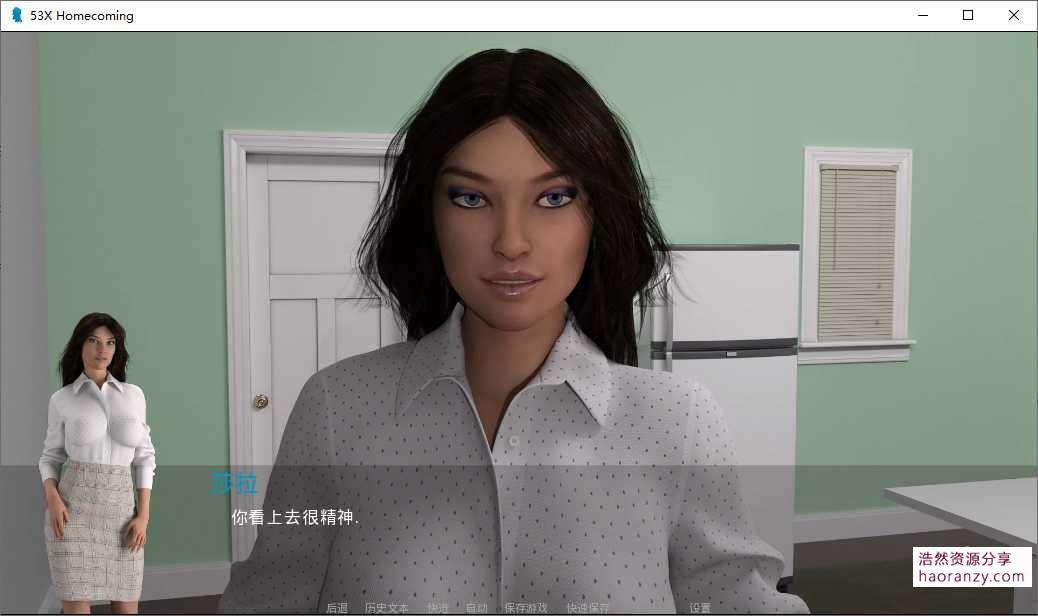 53X Homecoming
莎拉
你看上去很精神.
浩然资源分享
haoranzy.com
后退 历史文本 快进 自动 保存游戏 快速保存 设置